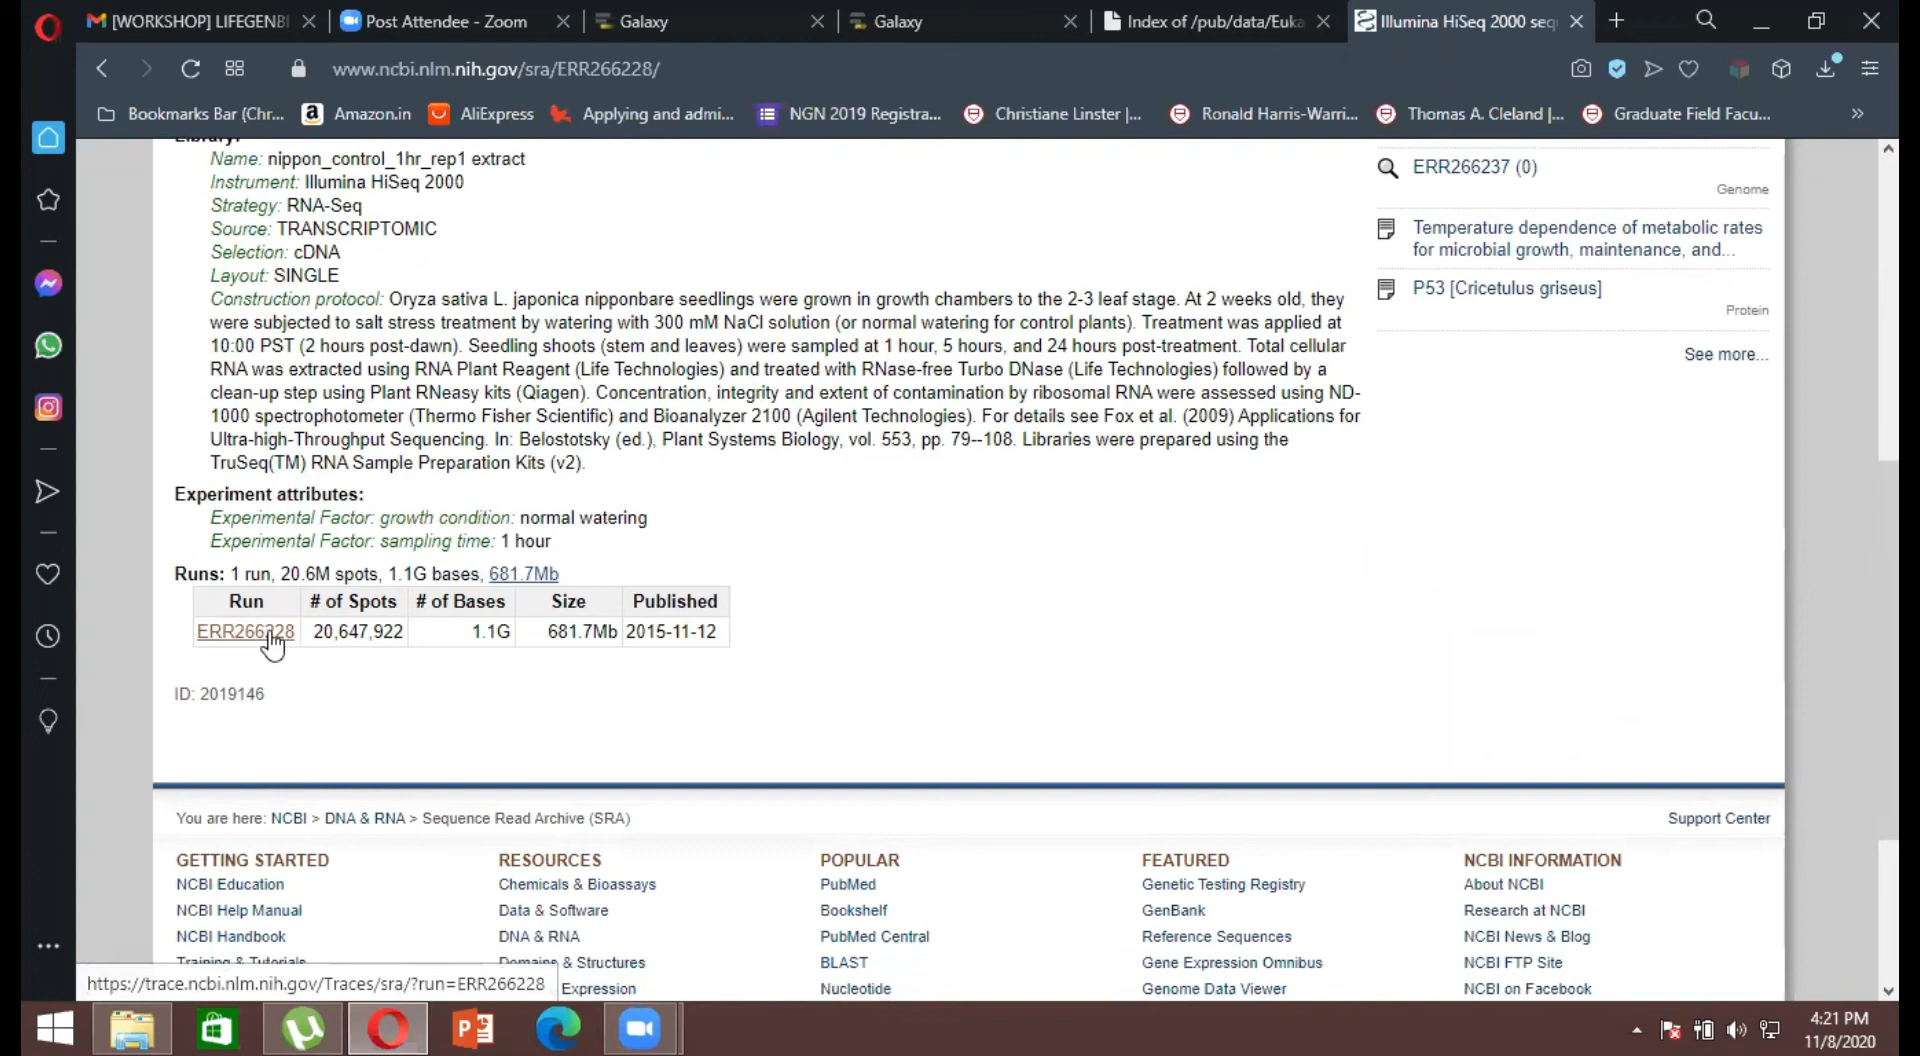 [WORKSHOP] LIFEGENBI
Post Attendee - Zoom
Galaxy
Galaxy
Index of /pub/data/Euka
Illumina HiSeq 2000 seq
www.ncbi.nlm.nih.gov/sra/ERR266228/
Bookmarks Bar (Chr...
Amazon.in
AliExpress
Applying and admi...
NGN 2019 Registra...
Christiane Linster |...
Ronald Harris-Warri...
Thomas A. Cleland |...
Graduate Field Facu...
»
Library:
Name: nippon_control_1hr_rep1 extract
Instrument: Illumina HiSeq 2000
Strategy: RNA-Seq
Source: TRANSCRIPTOMIC
Selection: cDNA
Layout: SINGLE
Construction protocol: Oryza sativa L. japonica nipponbare seedlings were grown in growth chambers to the 2-3 leaf stage. At 2 weeks old, they
were subjected to salt stress treatment by watering with 300 mM NaCl solution (or normal watering for control plants). Treatment was applied at
10:00 PST (2 hours post-dawn). Seedling shoots (stem and leaves) were sampled at 1 hour, 5 hours, and 24 hours post-treatment. Total cellular
RNA was extracted using RNA Plant Reagent (Life Technologies) and treated with RNase-free Turbo DNase (Life Technologies) followed by a
clean-up step using Plant RNeasy kits (Qiagen). Concentration, integrity and extent of contamination by ribosomal RNA were assessed using ND-
1000 spectrophotometer (Thermo Fisher Scientific) and Bioanalyzer 2100 (Agilent Technologies). For details see Fox et al. (2009) Applications for
Ultra-high-Throughput Sequencing. In: Belostotsky (ed.), Plant Systems Biology, vol. 553, pp. 79--108. Libraries were prepared using the
TruSeq(TM) RNA Sample Preparation Kits (v2).
Experiment attributes:
Experimental Factor: growth condition: normal watering
Experimental Factor: sampling time: 1 hour
Runs: 1 run, 20.6M spots, 1.1G bases, 681.7Mb
Run # of Spots # of Bases Size Published
ERR266228 20,647,922 1.1G 681.7Mb 2015-11-12
ID: 2019146
ERR266237 (0)
Genome
Temperature dependence of metabolic rates
for microbial growth, maintenance, and...
P53 [Cricetulus griseus]
Protein
See more...
You are here: NCBI > DNA & RNA > Sequence Read Archive (SRA)
Support Center
GETTING STARTED
NCBI Education
NCBI Help Manual
NCBI Handbook
Training & Tutorials
RESOURCES
Chemicals & Bioassays
Data & Software
DNA & RNA
Domains & Structures
Expression
POPULAR
PubMed
Bookshelf
PubMed Central
BLAST
Nucleotide
FEATURED
Genetic Testing Registry
GenBank
Reference Sequences
Gene Expression Omnibus
Genome Data Viewer
NCBI INFORMATION
About NCBI
Research at NCBI
NCBI News & Blog
NCBI FTP Site
NCBI on Facebook
https://trace.ncbi.nlm.nih.gov/Traces/sra/?run=ERR266228
4:21 PM
11/8/2020